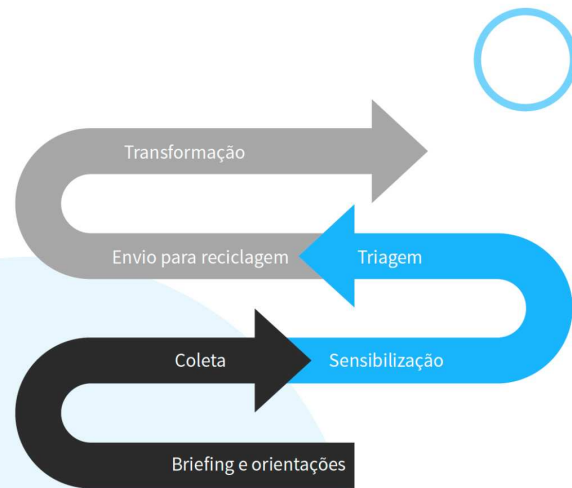 Transformação
Envio para reciclagem
Triagem
Coleta
Sensibilização
Briefing e orientações